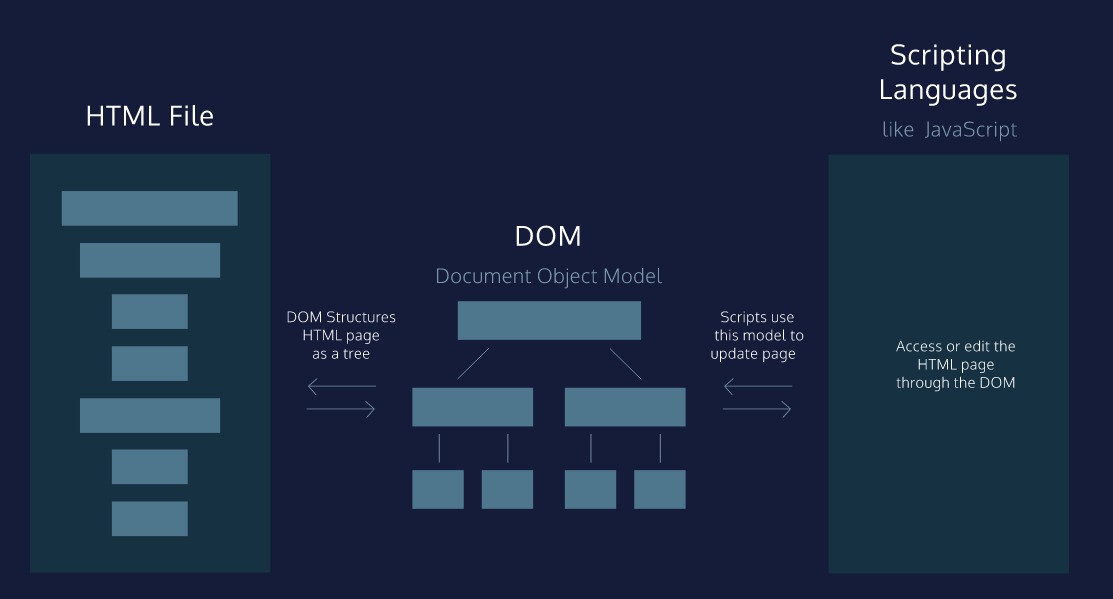 HTML File
DOM Structures
HTML page
as a tree
DOM
Document Object Model
Scripts use
this model to
update page
Scripting
Languages
like JavaScript
Access or edit the
HTML page
through the DOM